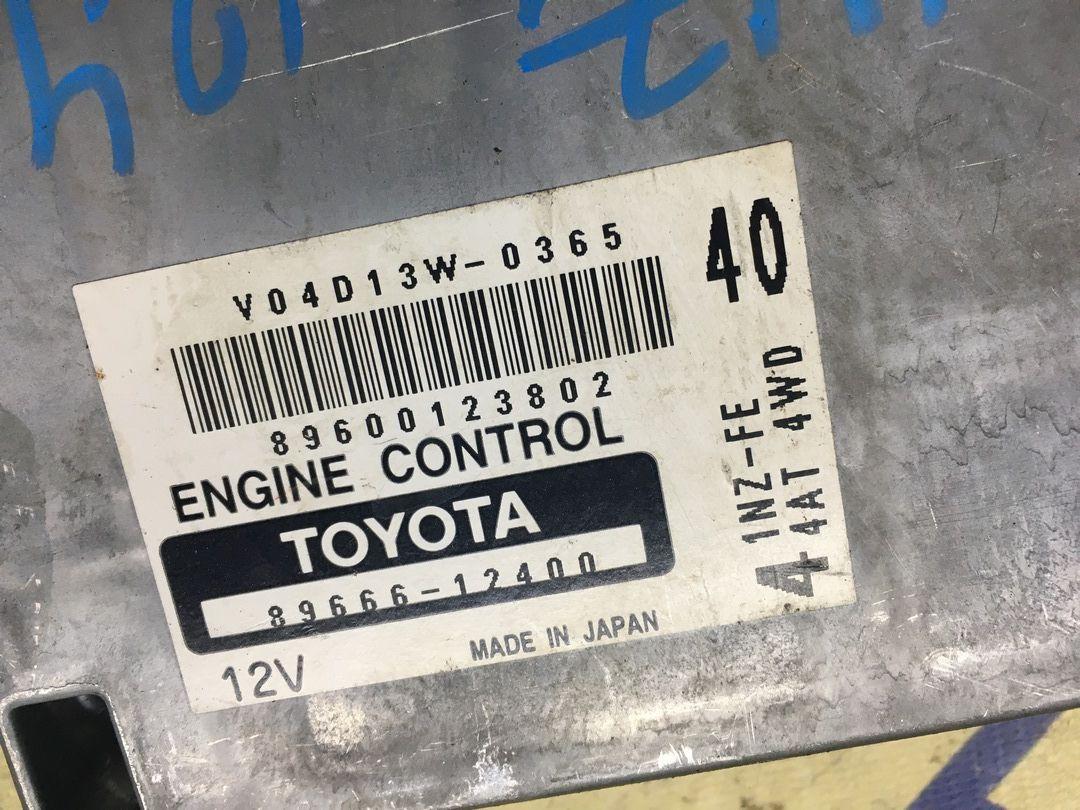 V04D13W-0365
40
89600123802
ENGINE CONTROL
TOYOTA
89666-12400
12V
MADE IN JAPAN
1NZ-FE
4AT 4WD